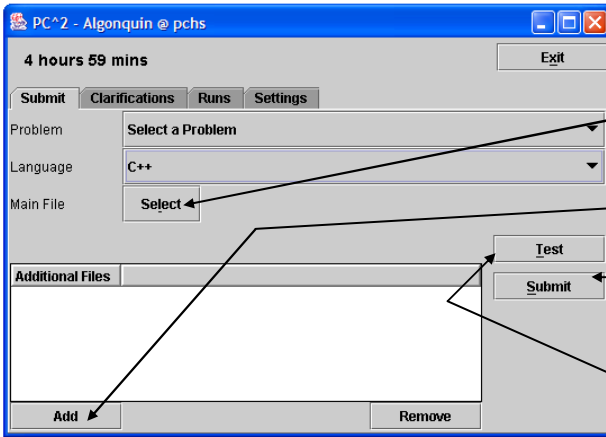 PC^2 - Algonquin @ pchs
4 hours 59 mins
Exit
Submit Clarifications Runs Settings
Problem Select a Problem
Language C++
Main File Select
Test
Additional Files
Submit
Add Remove